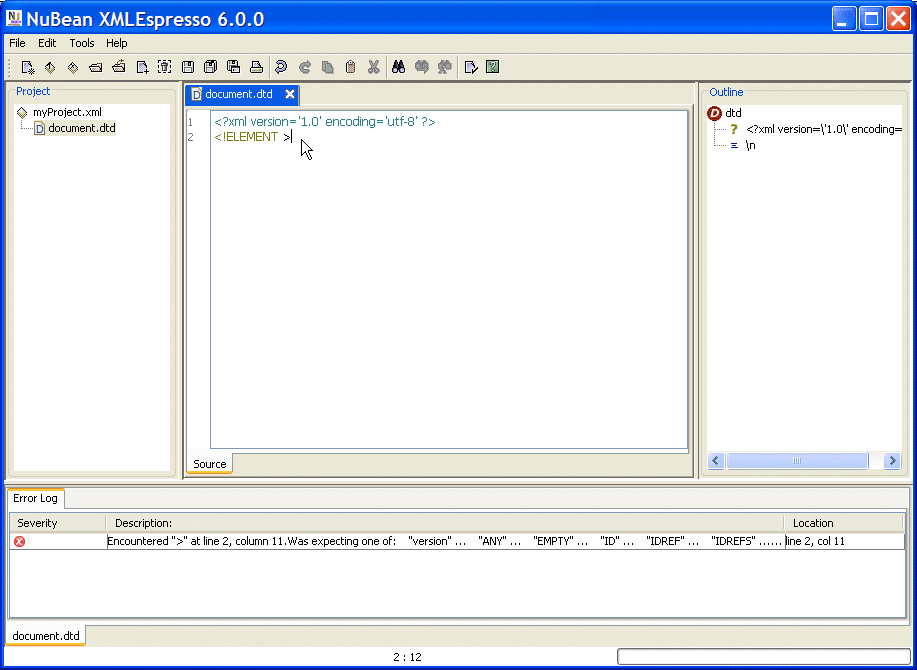 NuBean XMLEspresso 6.0.0
File Edit Tools Help
Project
myProject.xml
document.dtd
document.dtd
1 <?xml version='1.0' encoding='utf-8' ?>
2 <!ELEMENT >
Source
Outline
dtd
<?xml version=\'1.0\' encoding=
\n
Error Log
Severity Description: Location
Encountered ">" at line 2, column 11.Was expecting one of: "version" ... "ANY" ... "EMPTY" ... "ID" ... "IDREF" ... "IDREFS" ...... line 2, col 11
document.dtd
2 : 12